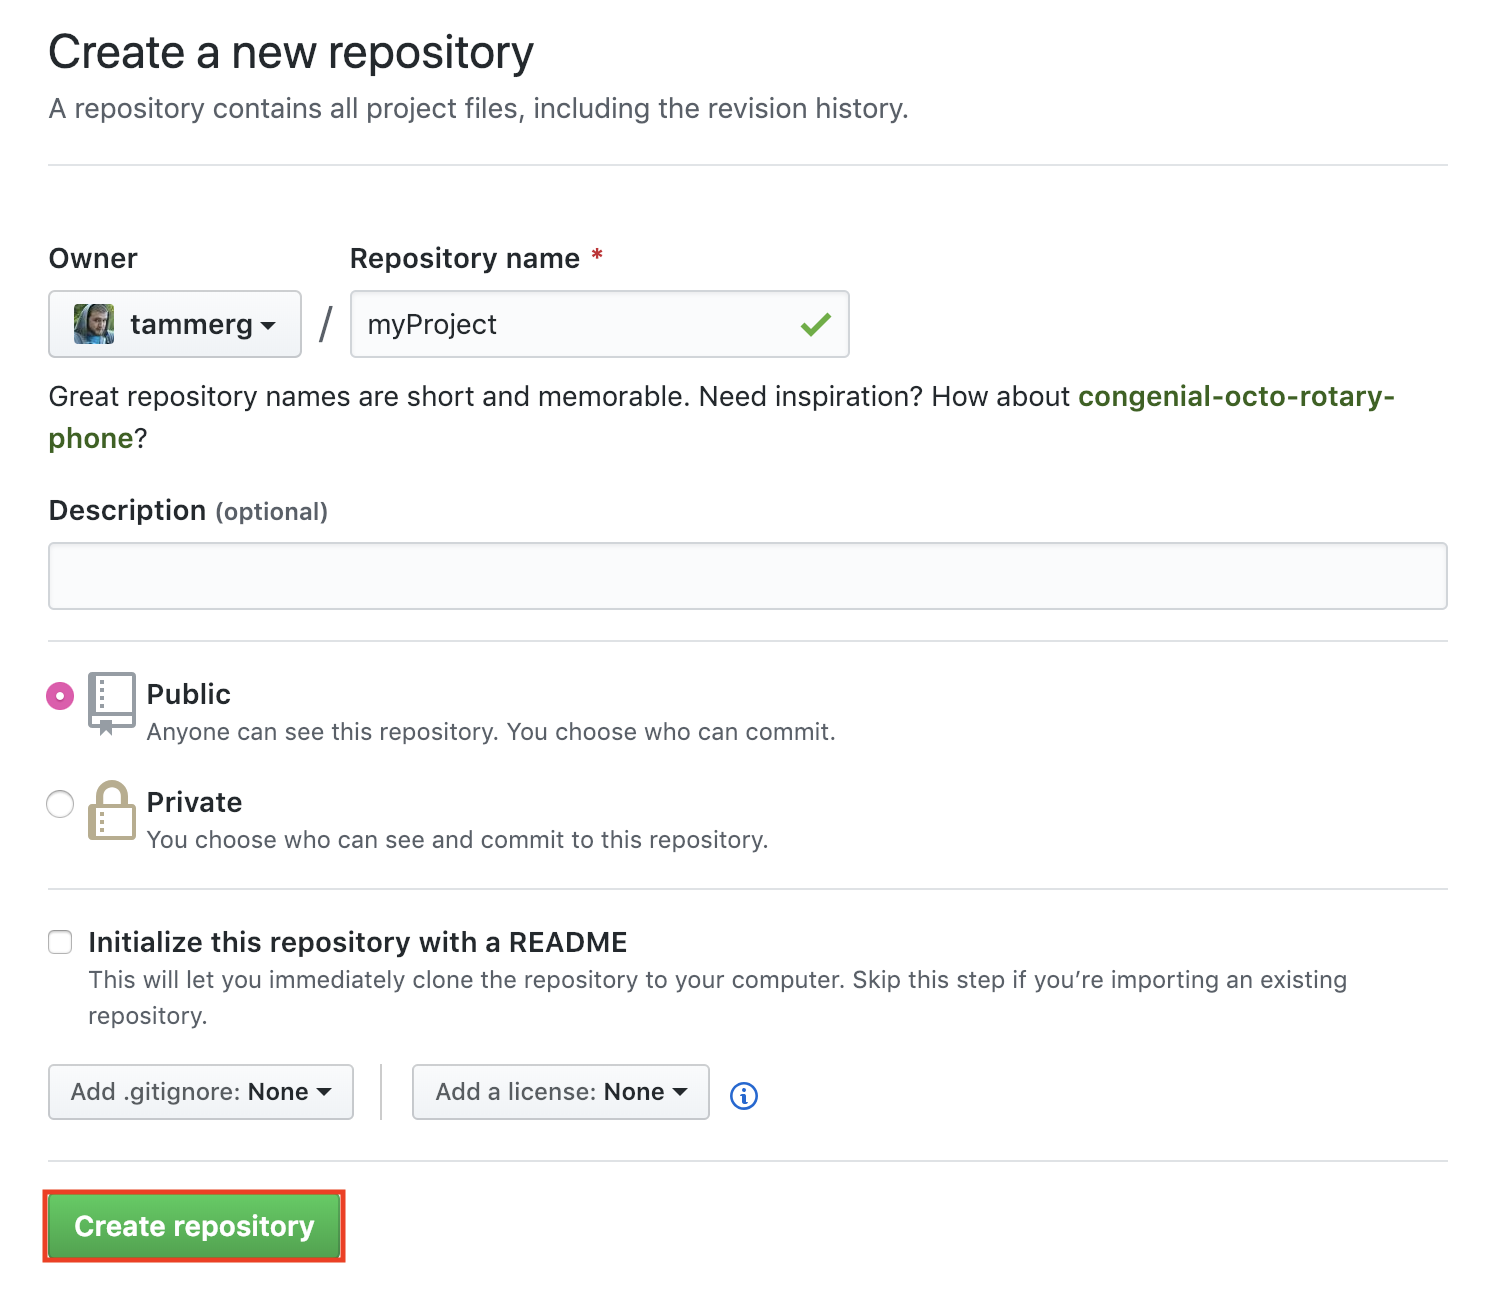 Create a new repository
A repository contains all project files, including the revision history.
Owner
Repository name *
tammerg
/
myProject
Great repository names are short and memorable. Need inspiration? How about congenial-octo-rotary-
phone?
Description (optional)
Public
Anyone can see this repository. You choose who can commit.
Private
You choose who can see and commit to this repository.
Initialize this repository with a README
This will let you immediately clone the repository to your computer. Skip this step if you’re importing an existing
repository.
Add .gitignore: None
Add a license: None
Create repository